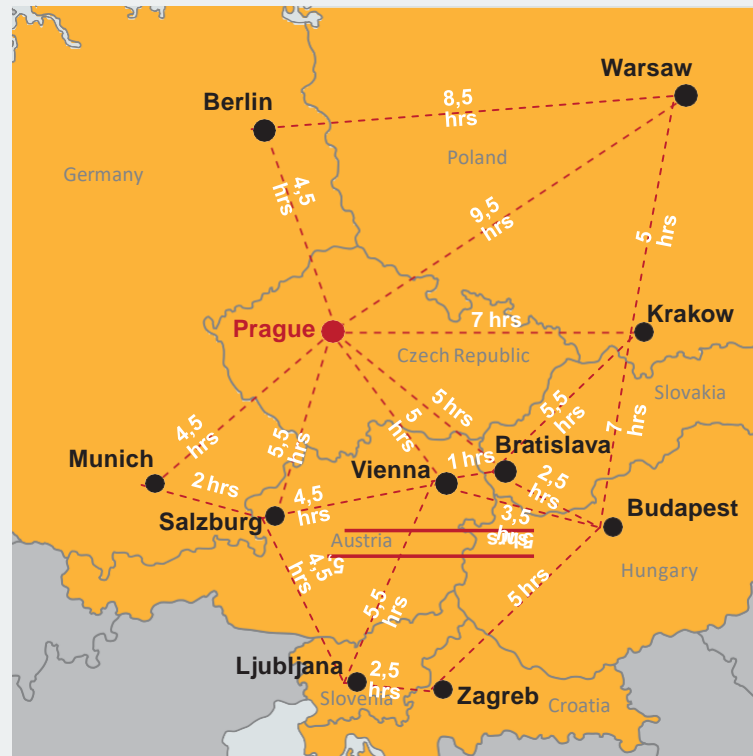 Warsaw
8,5
hrs
Berlin
Poland
Germany
4,5
hrs
9,5
hrs
5
hrs
Krakow
Prague
7 hrs
Czech Republic
Slovakia
5 hrs
5
hrs
5,5
hrs
7
hrs
4,5
hrs
5,5
hrs
Munich
Bratislava
Vienna
1 hrs
2,5
hrs
2 hrs
4,5
hrs
Salzburg
Budapest
3,5
hrs
Austria
Hungary
4,5
hrs
5,5
hrs
5 hrs
Ljubljana
2,5
hrs
Slovenia
Zagreb
Croatia